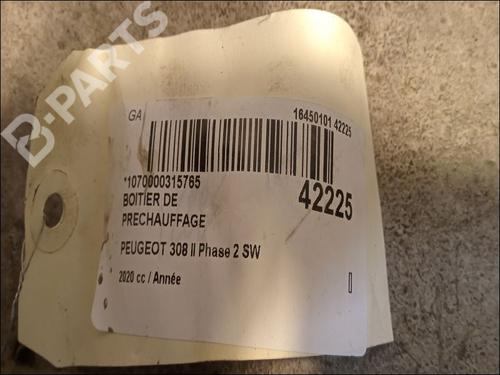 B-PARTS
GA
16450101 42225
*1070000315765
BOITIER DE
PRECHAUFFAGE
42225
PEUGEOT 308 II Phase 2 SW
2020 cc / Année